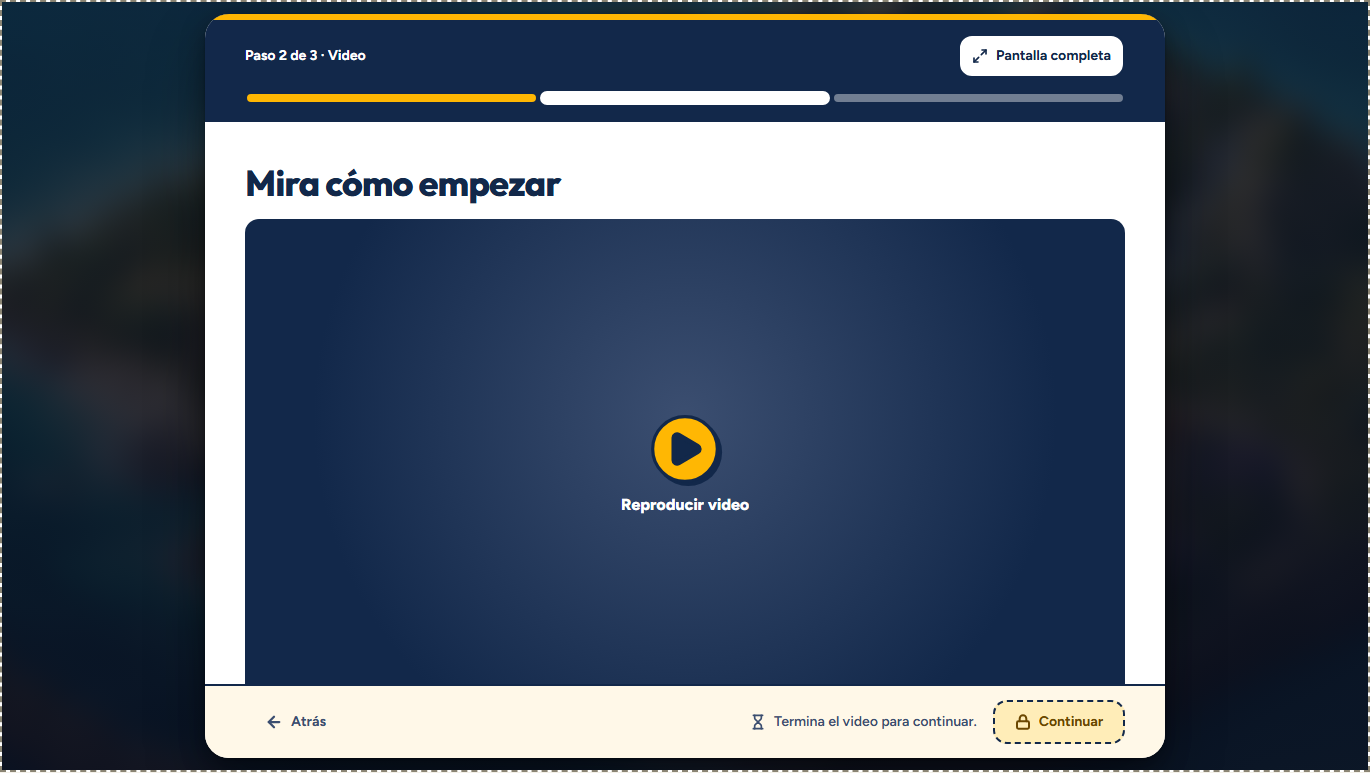 Paso 2 de 3 · Video
Pantalla completa
Mira cómo empezar
Reproducir video
Atrás
Termina el video para continuar.
Continuar